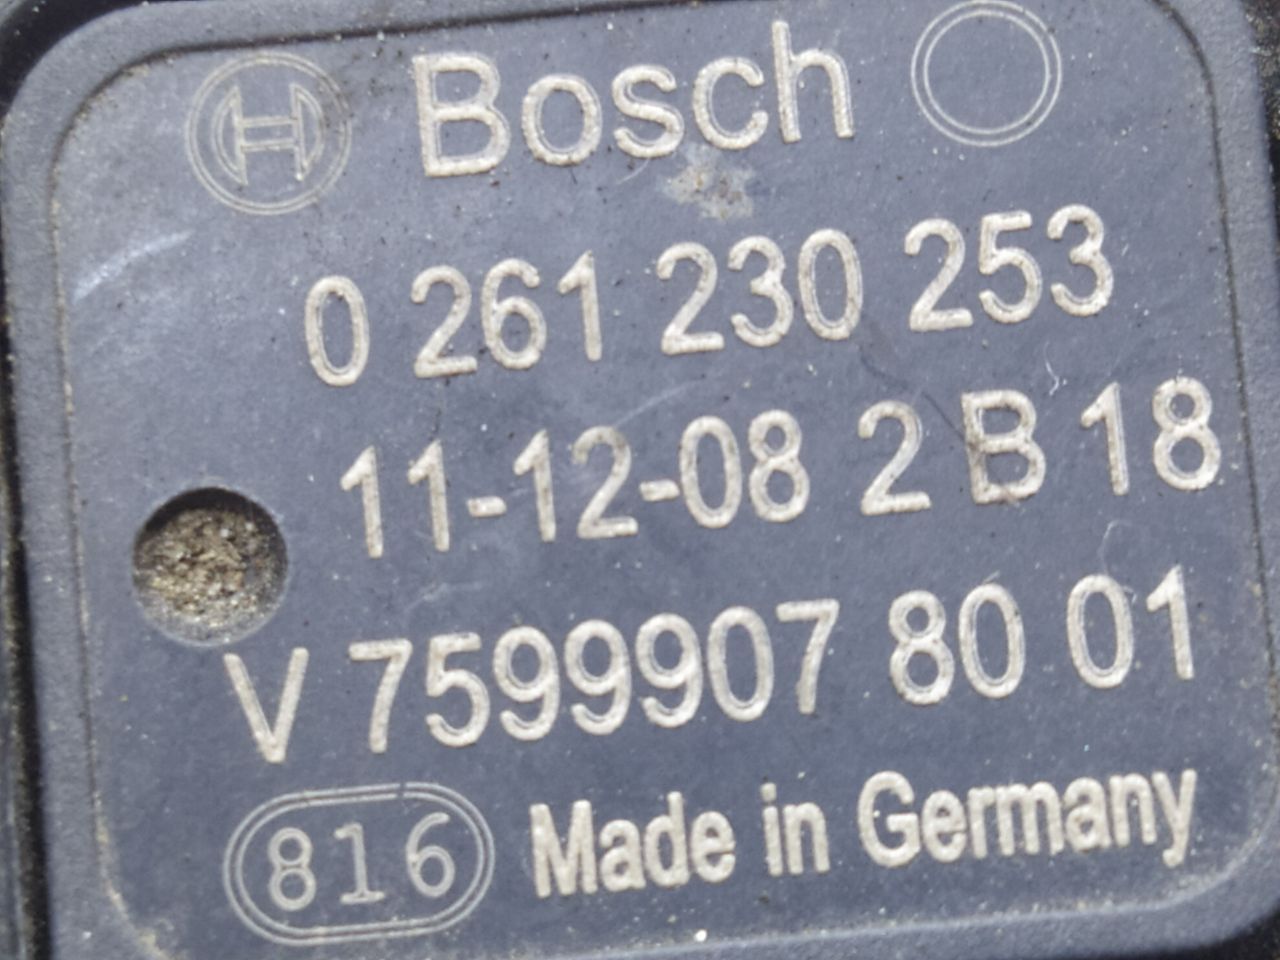 Bosch
0 261 230 253
11-12-08 2 B 18
V 7599907 80 01
816 Made in Germany